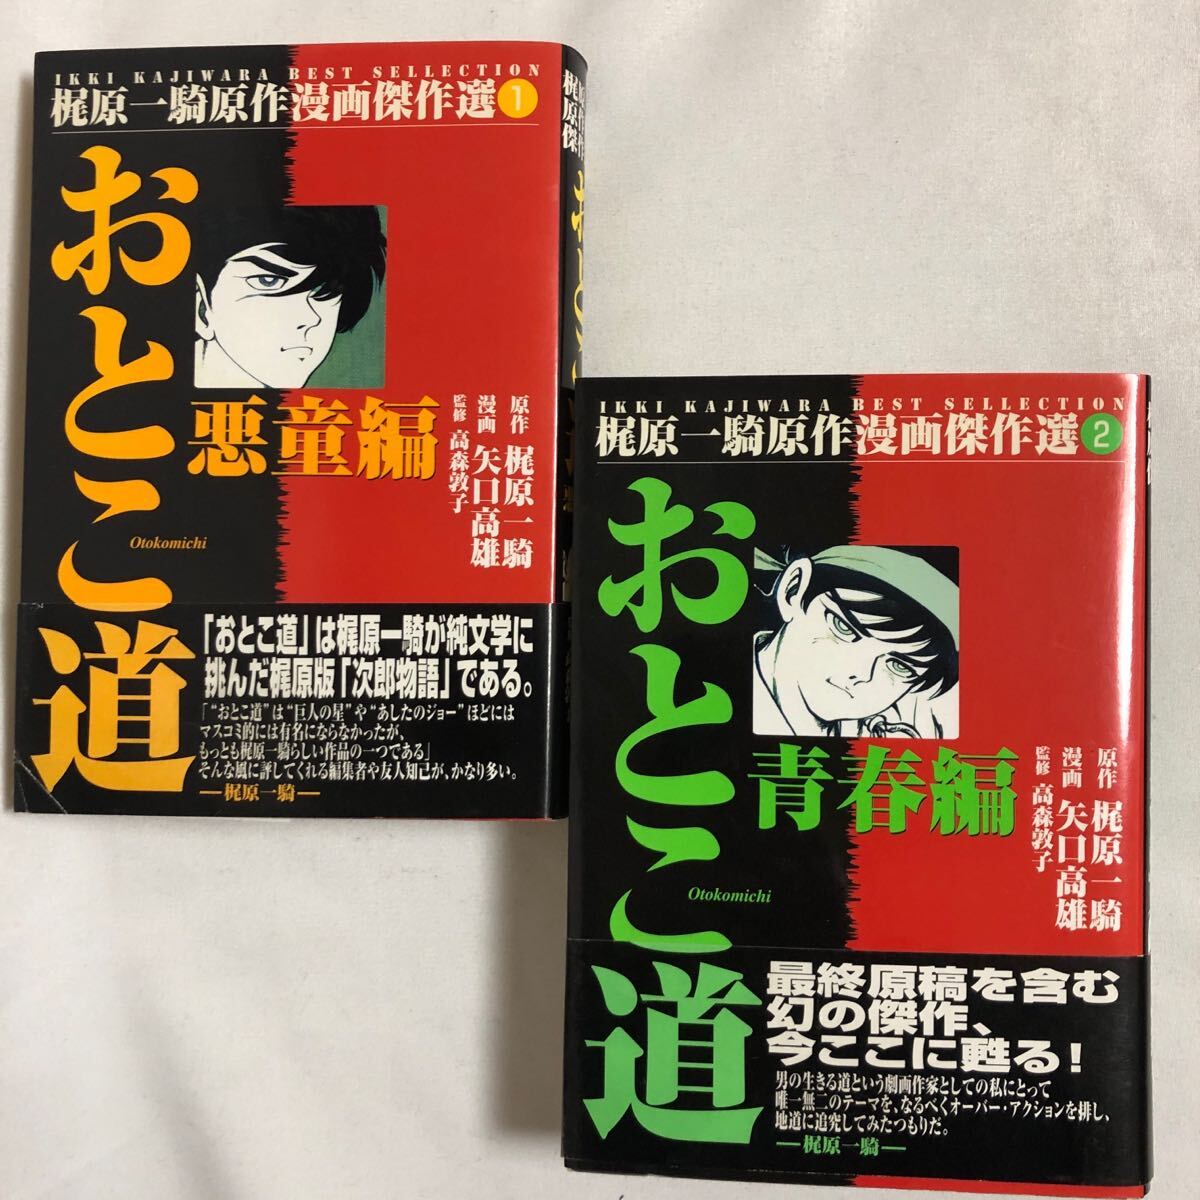 IKKI KAJIWARA BEST SELLECTION
梶原一騎原作漫画傑作選1
おとこ道
Otokomichi
悪童編
原作 梶原一騎
漫画 矢口高雄
監修 高森敦子
「おとこ道」は梶原一騎が純文学に
挑んだ梶原版「次郎物語」である。
「“おとこ道”は“巨人の星”や“あしたのジョー”ほどには
マスコミ的には有名にならなかったが、
もっとも梶原一騎らしい作品の一つである」
そんな風に評してくれる編集者や友人知己が、かなり多い。
―梶原一騎―
IKKI KAJIWARA BEST SELLECTION
梶原一騎原作漫画傑作選2
おとこ道
Otokomichi
青春編
原作 梶原一騎
漫画 矢口高雄
監修 高森敦子
最終原稿を含む
幻の傑作、
今ここに甦る!
男の生きる道という劇画作家としての私にとって
唯一無二のテーマを、なるべくオーバー・アクションを排し、
地道に追究してみたつもりだ。
―梶原一騎―